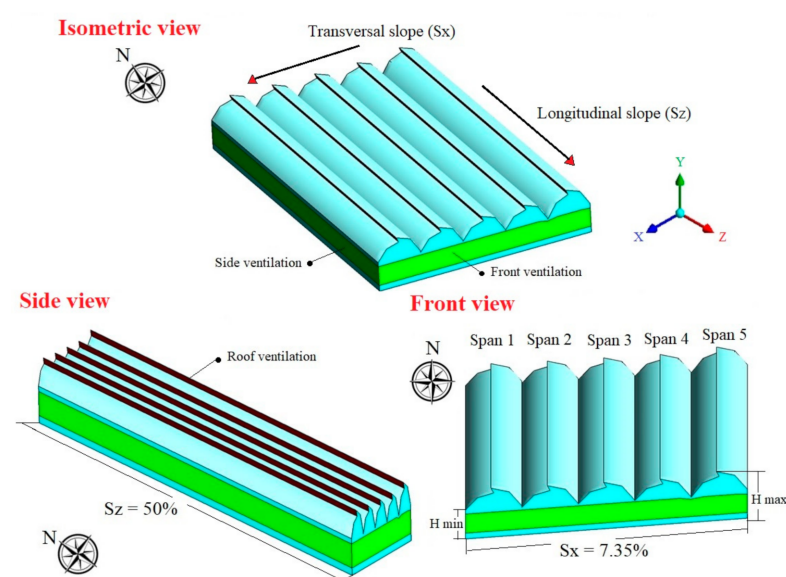 Isometric view
N
Transversal slope (Sx)
Longitudinal slope (Sz)
Y
X
Z
Side ventilation
Front ventilation
Side view
Roof ventilation
Sz = 50%
N
Front view
N
Span 1 Span 2 Span 3 Span 4 Span 5
H min
H max
Sx = 7.35%